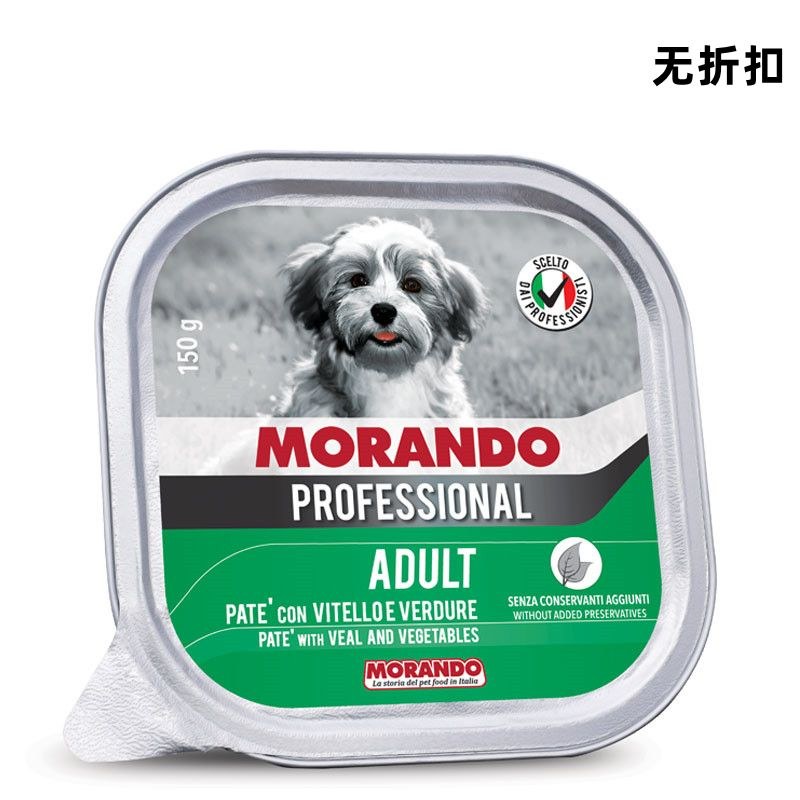 无折扣
SCELTO
DAI PROFESSIONISTI
150 g
MORANDO
PROFESSIONAL
ADULT
PATE' CON VITELLO E VERDURE
PATE' WITH VEAL AND VEGETABLES
SENZA CONSERVANTI AGGIUNTI
WITHOUT ADDED PRESERVATIVES
MORANDO
La storia del pet food in Italia